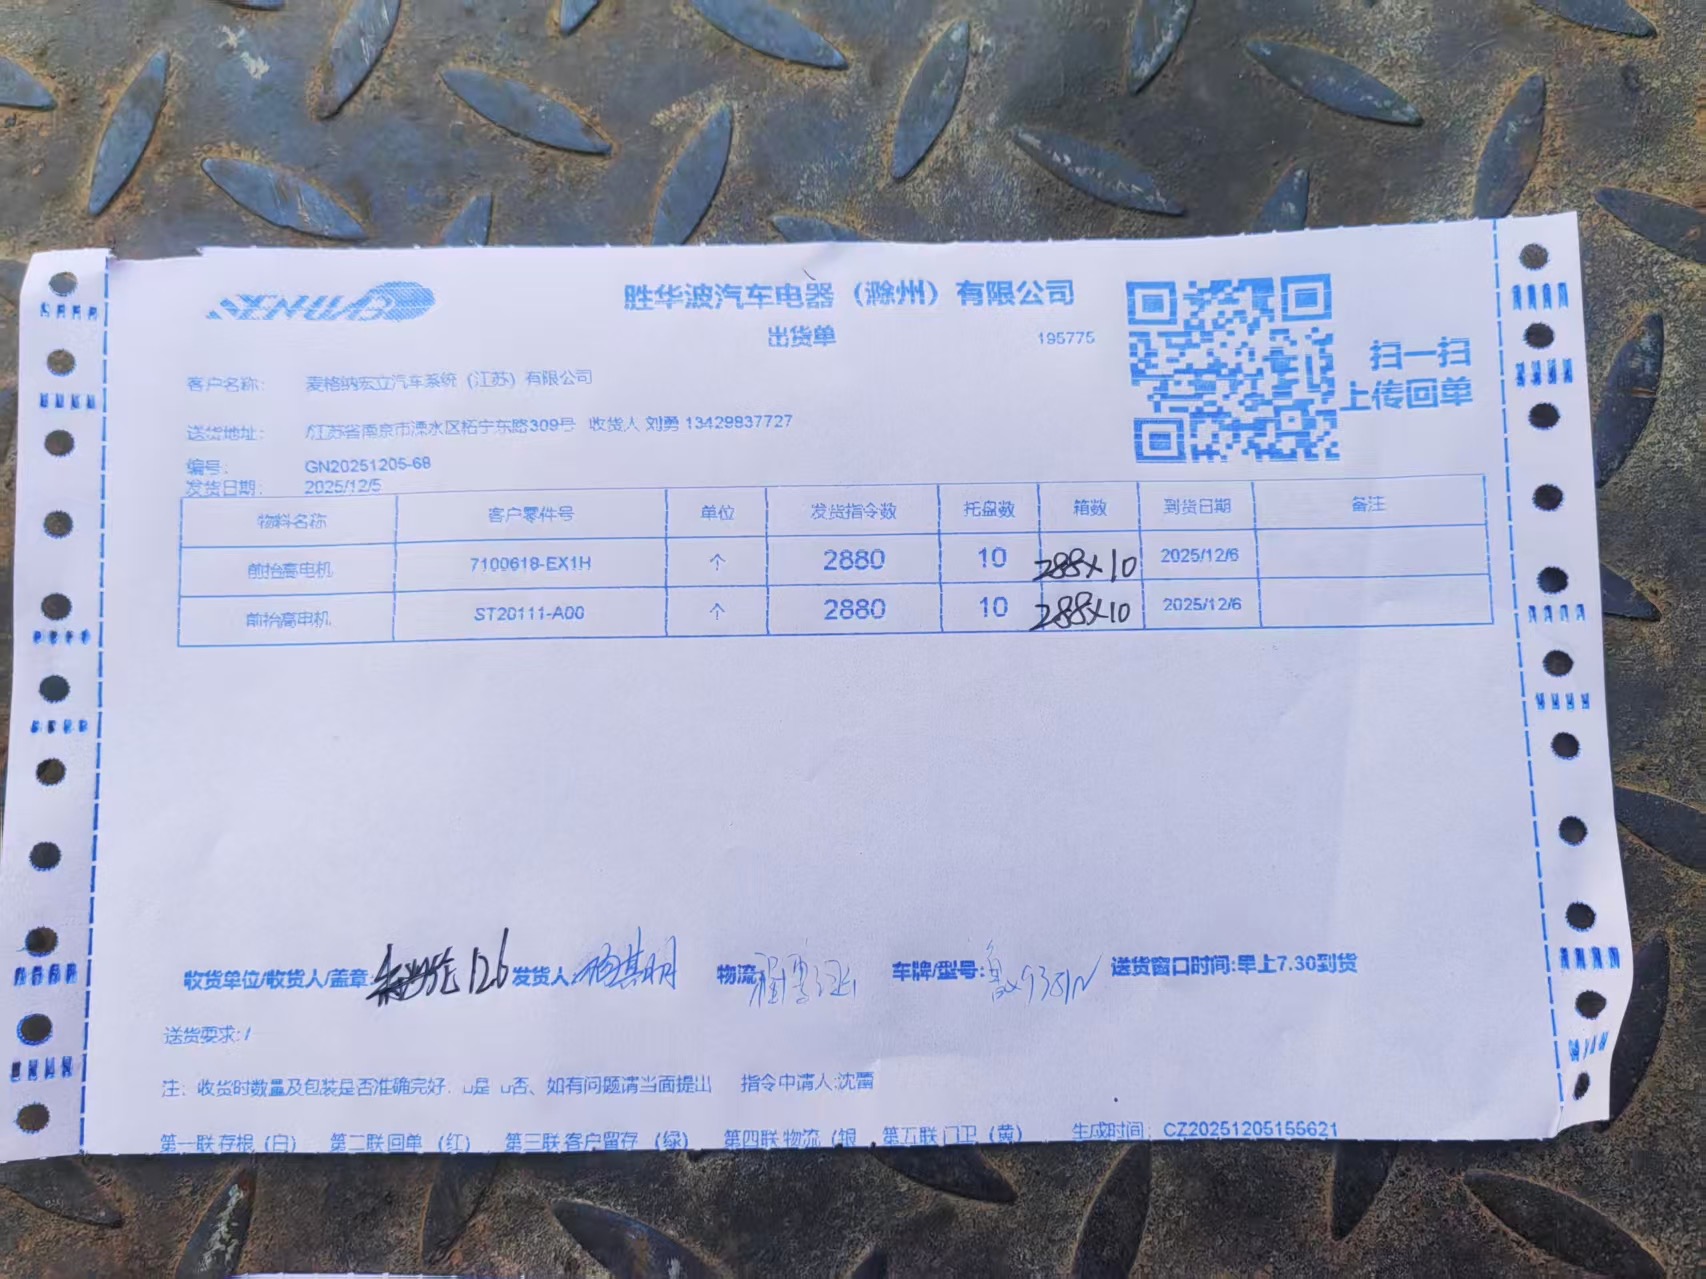 胜华波汽车电器（滁州）有限公司
出货单
195775
扫一扫
上传回单
客户名称: 麦格纳宏立汽车系统（江苏）有限公司
送货地址: /江苏省南京市溧水区柘宁东路309号 收货人 刘勇 13429937727
编号: GN20251205-68
发货日期: 2025/12/5
物料名称 客户零件号 单位 发货指令数 托盘数 箱数 到货日期 备注
前抬高电机 7100618-EX1H 个 2880 10 288×10 2025/12/6
前抬高电机 ST20111-A00 个 2880 10 288×10 2025/12/6
收货单位/收货人/盖章: 12.6 发货人: 物流: 车牌/型号: 送货窗口时间:早上7.30到货
送货要求: /
注: 收货时数量及包装是否准确完好. u是 u否、如有问题请当面提出 指令申请人:沈蕾
第一联 存根（白） 第二联 回单（红） 第三联 客户留存（绿） 第四联 物流（银 第五联 门卫（黄） 生成时间: CZ20251205155621